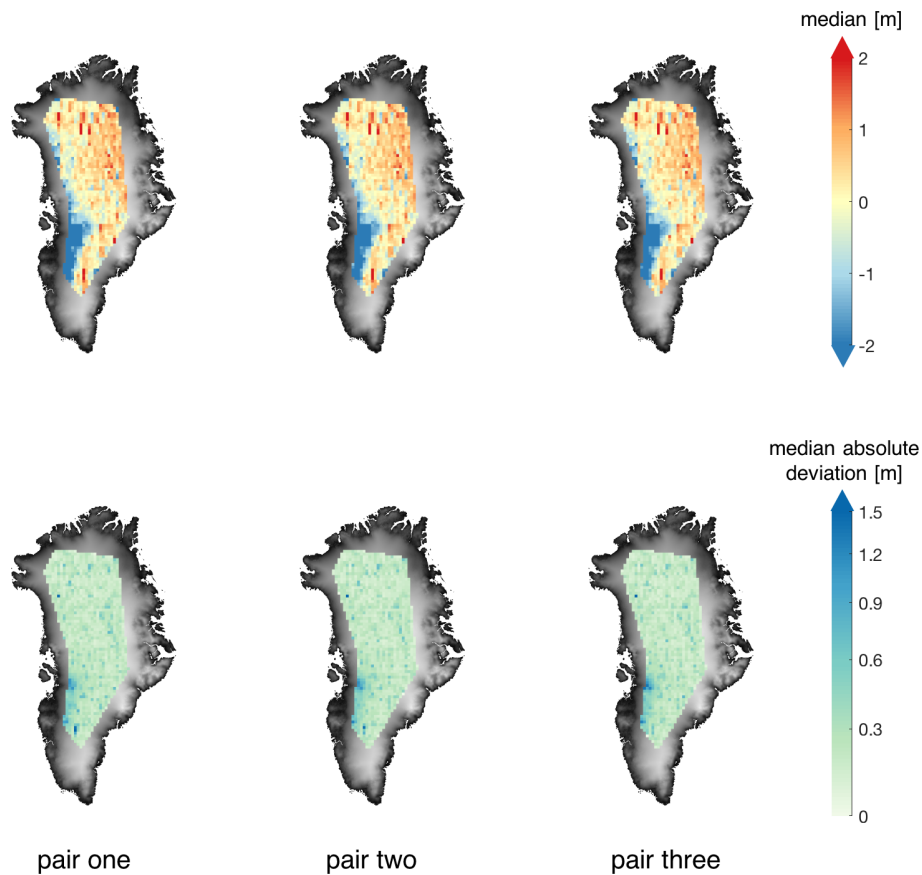 median [m]
2
1
0
-1
-2
median absolute
deviation [m]
1.5
1.2
0.9
0.6
0.3
0
pair one
pair two
pair three